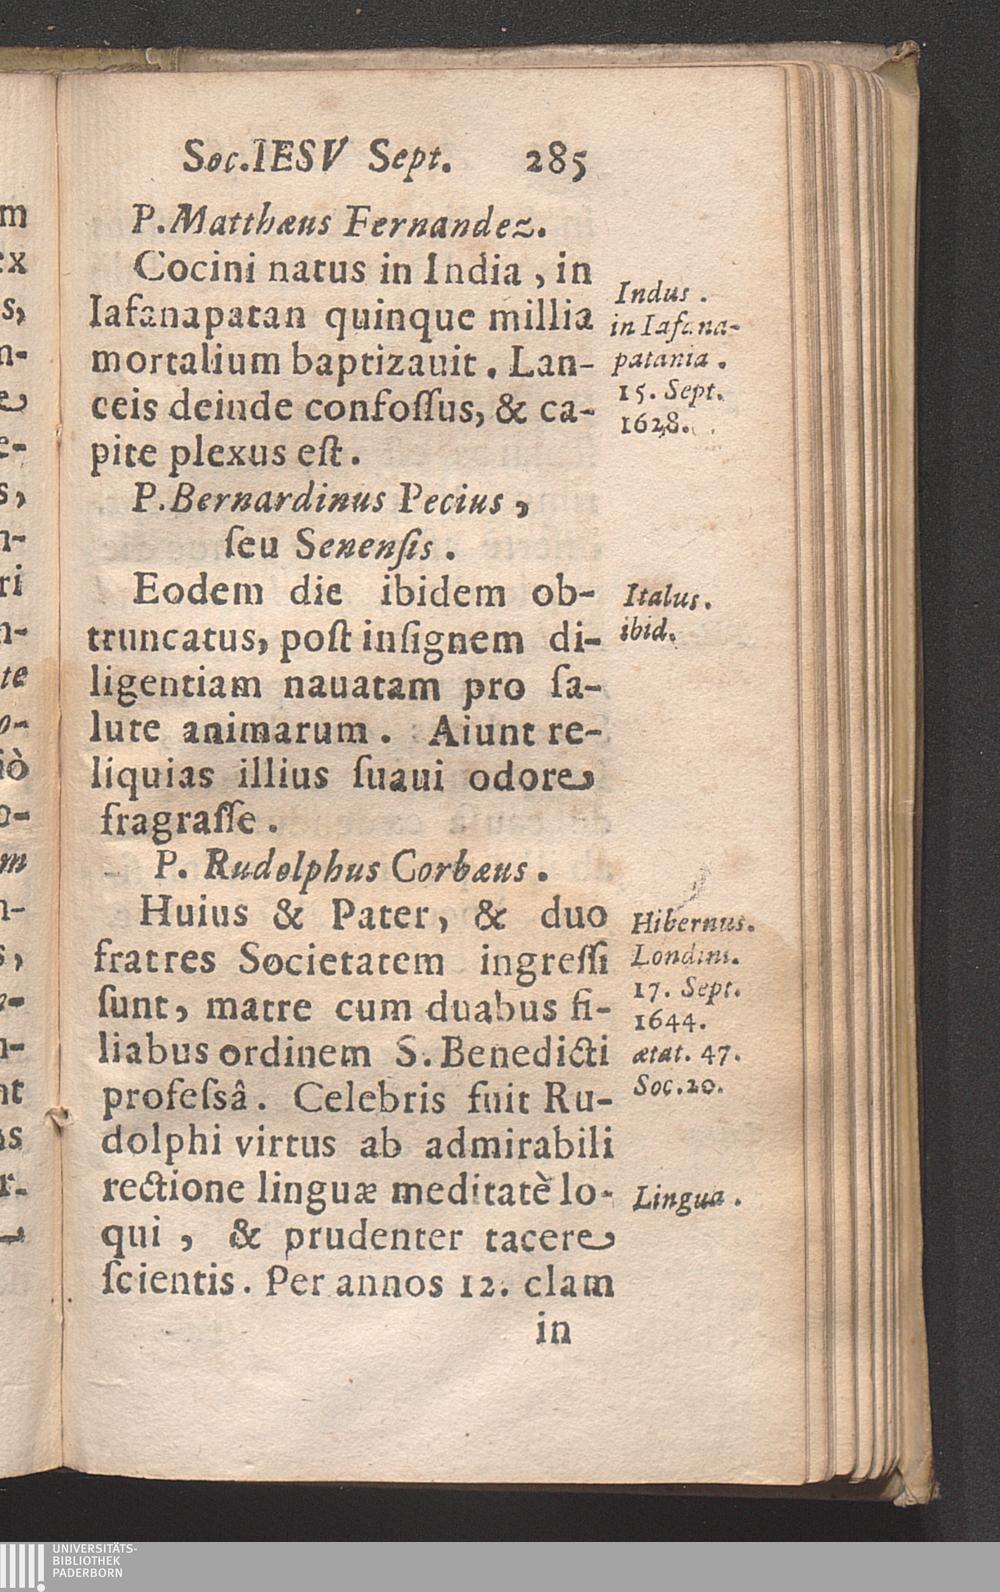 Soc. IESV Sept. 285
P. Matthæus Fernandez.
Cocini natus in India, in
Iafanapatan quinque millia
mortalium baptizauit. Lan-
ceis deinde confoſſus, & ca-
pite plexus eſt.
Indus.
in Iafana-
patania.
15. Sept.
1628.
P. Bernardinus Pecius,
ſeu Senenſis.
Eodem die ibidem ob-
truncatus, poſt inſignem di-
ligentiam nauatam pro ſa-
lute animarum. Aiunt re-
liquias illius ſuaui odore
fragraſſe.
Italus.
ibid.
P. Rudolphus Corbæus.
Huius & Pater, & duo
fratres Societatem ingreſſi
ſunt, matre cum duabus fi-
liabus ordinem S. Benedicti
profeſsâ. Celebris fuit Ru-
dolphi virtus ab admirabili
rectione linguæ meditatè lo-
qui, & prudenter tacere
ſcientis. Per annos 12. clam
in
Hibernus.
Londini.
17. Sept.
1644.
ætat. 47.
Soc. 20.
Lingua.
UNIVERSITÄTS-
BIBLIOTHEK
PADERBORN